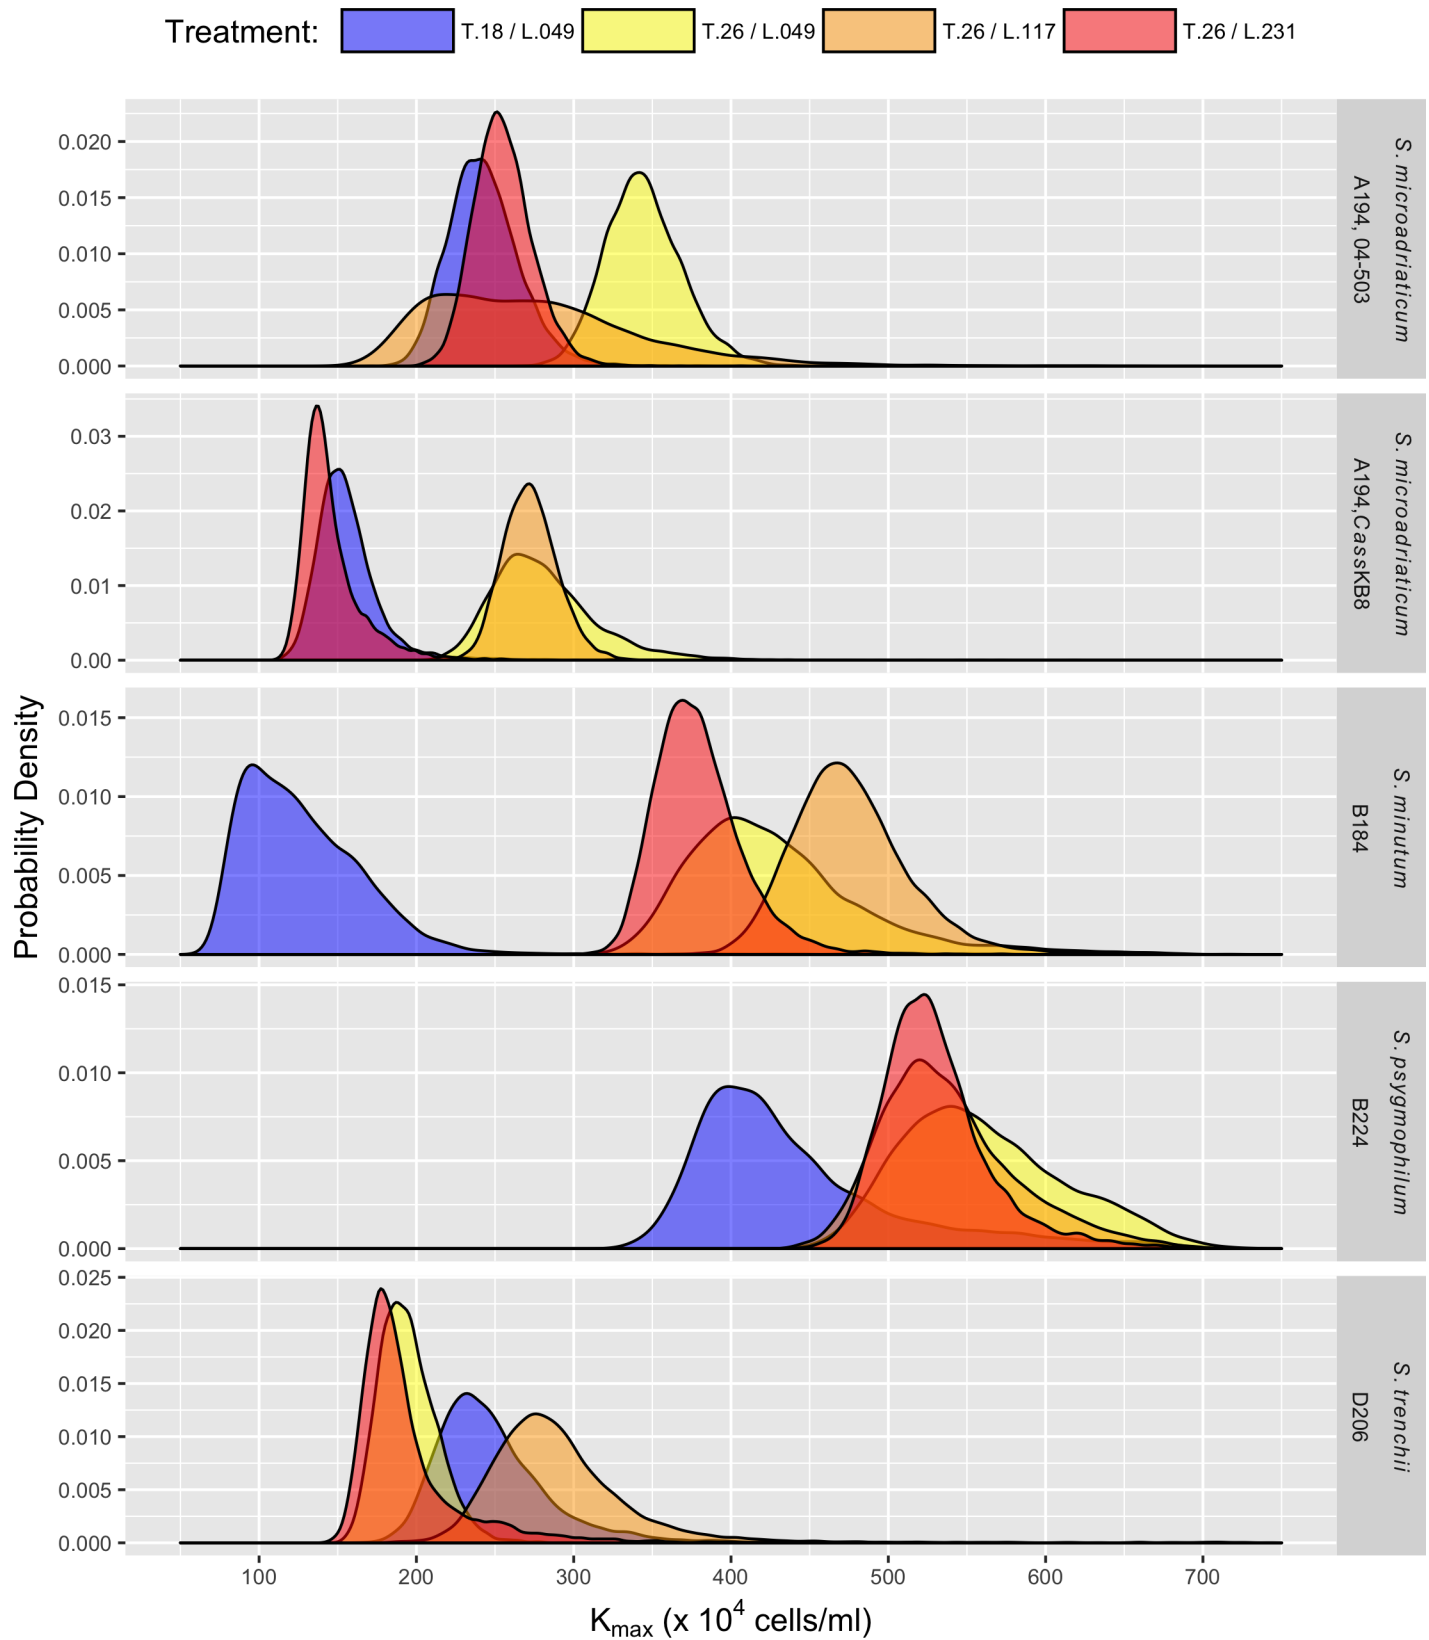 Treatment: T.18 / L.049 T.26 / L.049 T.26 / L.117 T.26 / L.231
0.020
0.015
0.010
0.005
0.000
S. microadriaticum
A194, 04-503
0.03
0.02
0.01
0.00
S. microadriaticum
A194,CassKB8
0.015
0.010
0.005
0.000
S. minutum
B184
0.015
0.010
0.005
0.000
S. psygmophilum
B224
0.025
0.020
0.015
0.010
0.005
0.000
S. trenchii
D206
Probability Density
100 200 300 400 500 600 700
Kmax (x 10⁴ cells/ml)